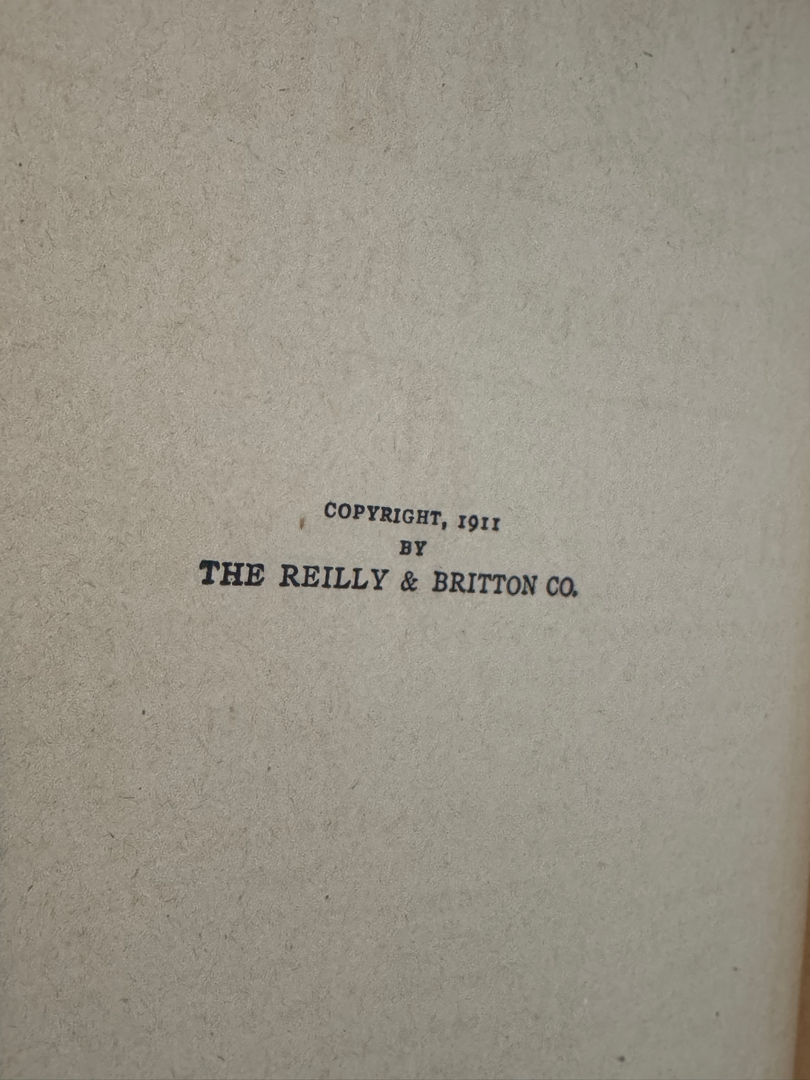 COPYRIGHT, 1911
BY
THE REILLY & BRITTON CO.